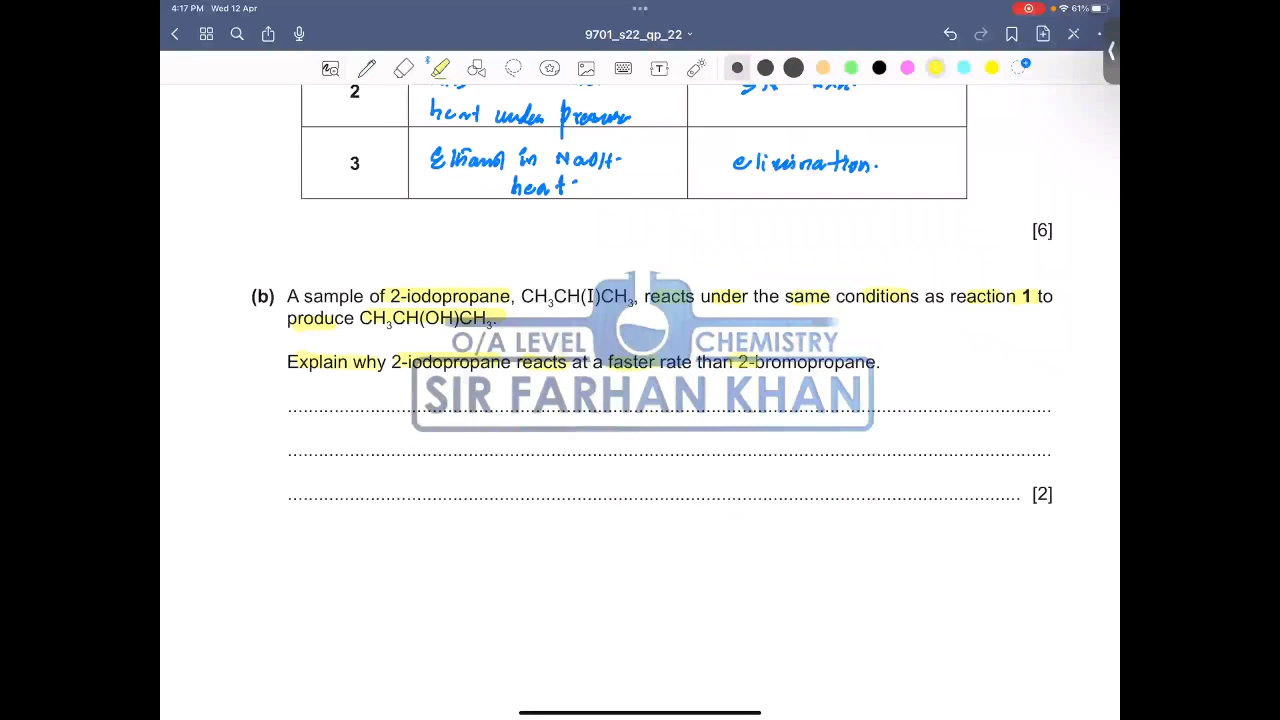 4:17 PM Wed 12 Apr
61%
9701_s22_qp_22
2
heat under pressure
3
Ethanol in NaOH
heat
elimination.
[6]
(b) A sample of 2-iodopropane, CH3CH(I)CH3, reacts under the same conditions as reaction 1 to
produce CH3CH(OH)CH3.
O/A LEVEL CHEMISTRY
Explain why 2-iodopropane reacts at a faster rate than 2-bromopropane.
SIR FARHAN KHAN
[2]